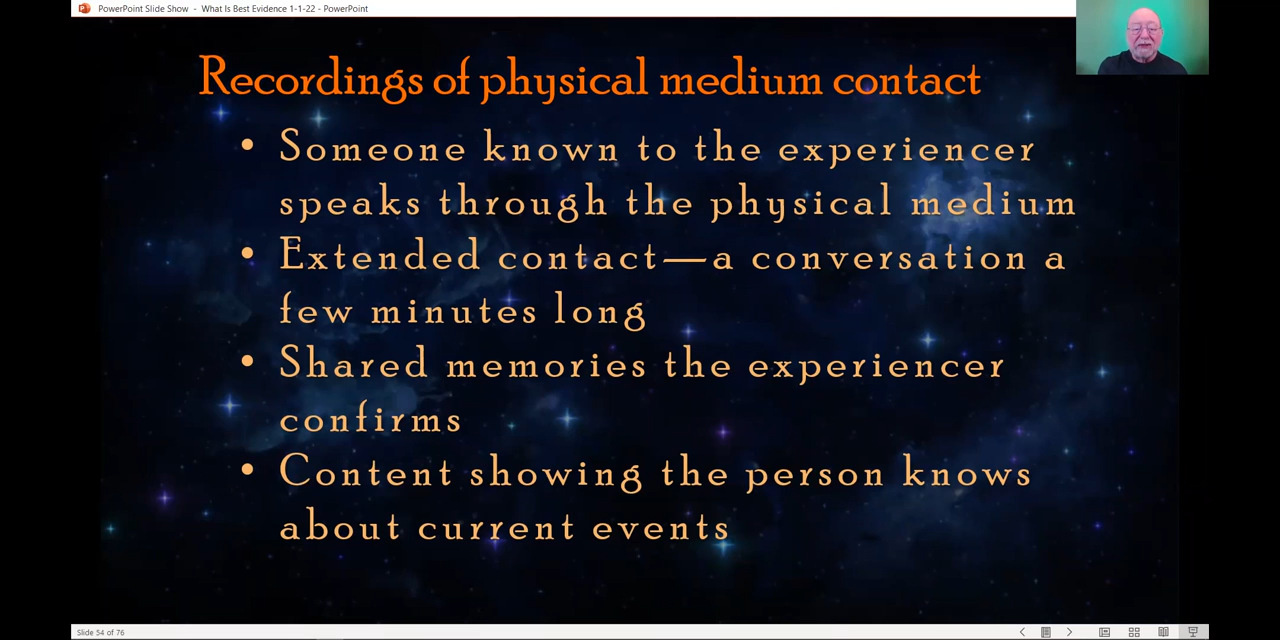 PowerPoint Slide Show - What Is Best Evidence 1-1-22 - PowerPoint
Recordings of physical medium contact
• Someone known to the experiencer
speaks through the physical medium
• Extended contact—a conversation a
few minutes long
• Shared memories the experiencer
confirms
• Content showing the person knows
about current events
Slide 54 of 76